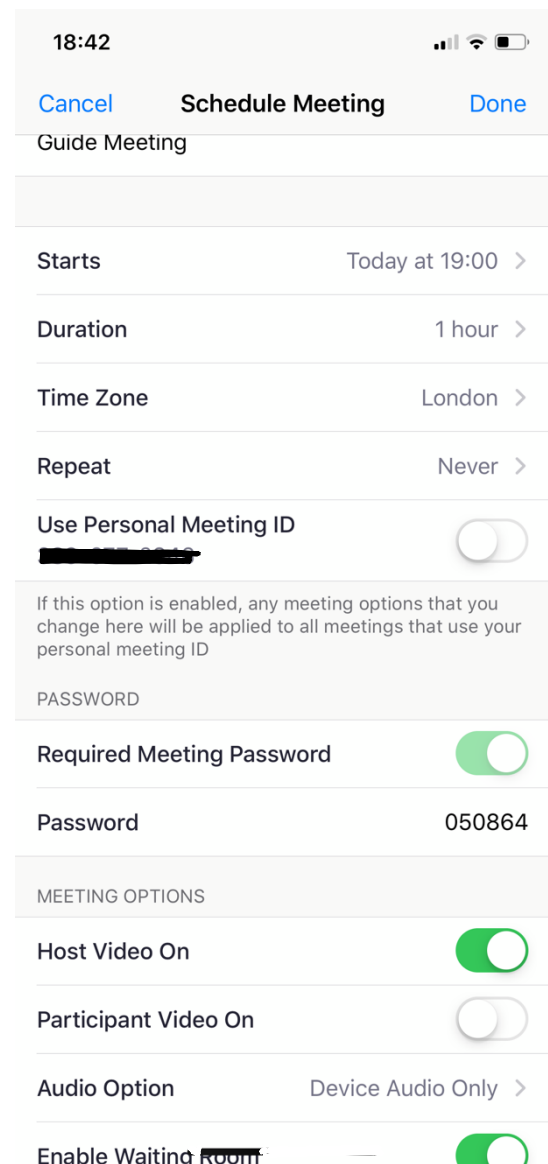 18:42
Cancel Schedule Meeting Done
Guide Meeting
Starts Today at 19:00
Duration 1 hour
Time Zone London
Repeat Never
Use Personal Meeting ID
If this option is enabled, any meeting options that you
change here will be applied to all meetings that use your
personal meeting ID
PASSWORD
Required Meeting Password
Password 050864
MEETING OPTIONS
Host Video On
Participant Video On
Audio Option Device Audio Only
Enable Waiting Room